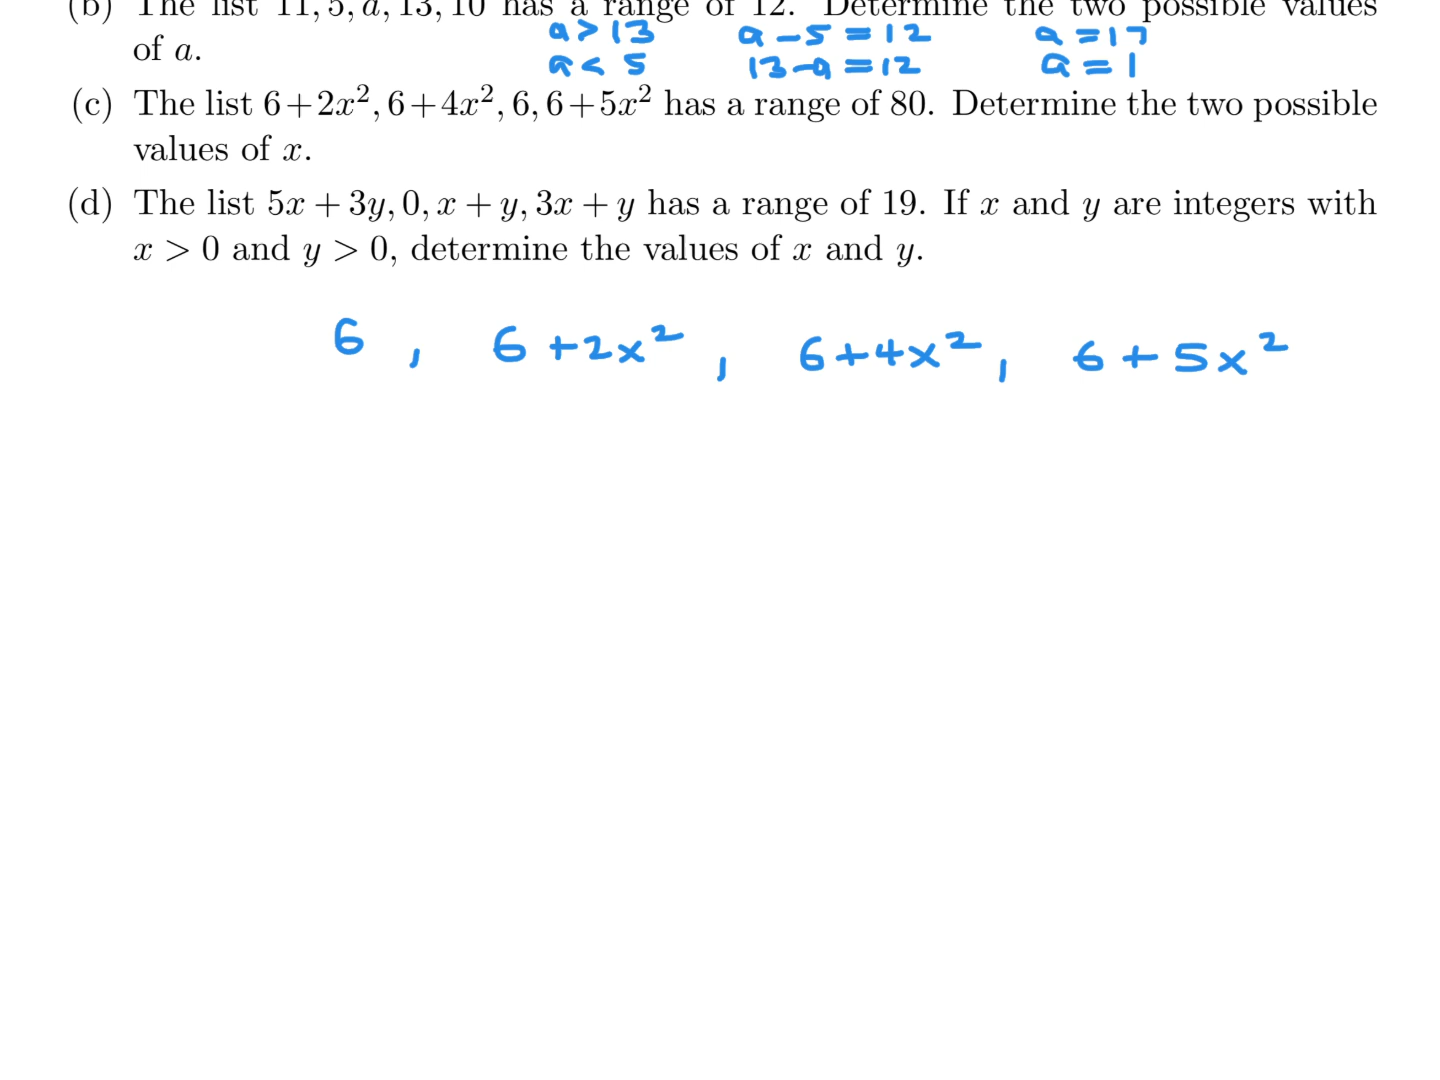 (b) The list 11, 5, a, 13, 10 has a range of 12. Determine the two possible values
of a.
a > 13 a - 5 = 12 a = 17
a < 5 13 - a = 12 a = 1
(c) The list 6+2x², 6+4x², 6, 6+5x² has a range of 80. Determine the two possible
values of x.
(d) The list 5x + 3y, 0, x + y, 3x + y has a range of 19. If x and y are integers with
x > 0 and y > 0, determine the values of x and y.
6 , 6 + 2x² , 6 + 4x² , 6 + 5x²